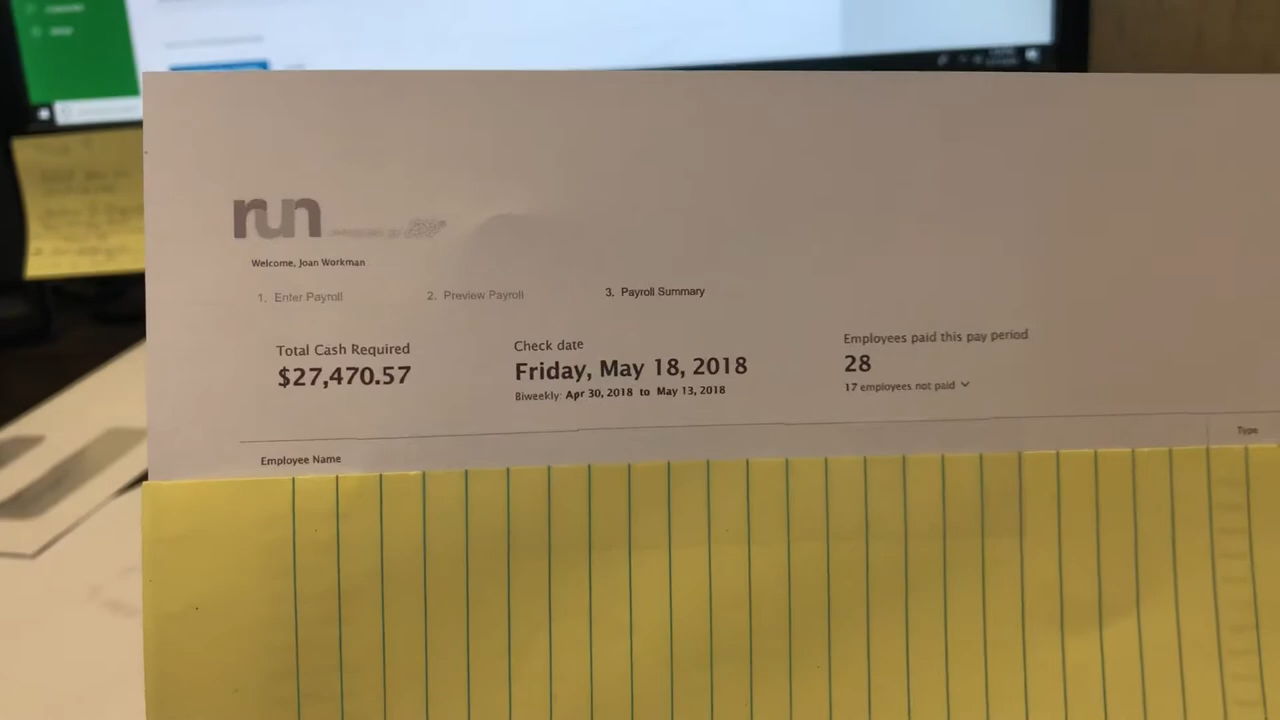 run
Welcome, Joan Workman
1. Enter Payroll 2. Preview Payroll 3. Payroll Summary
Total Cash Required
$27,470.57
Check date
Friday, May 18, 2018
Biweekly: Apr 30, 2018 to May 13, 2018
Employees paid this pay period
28
17 employees not paid
Employee Name
Type